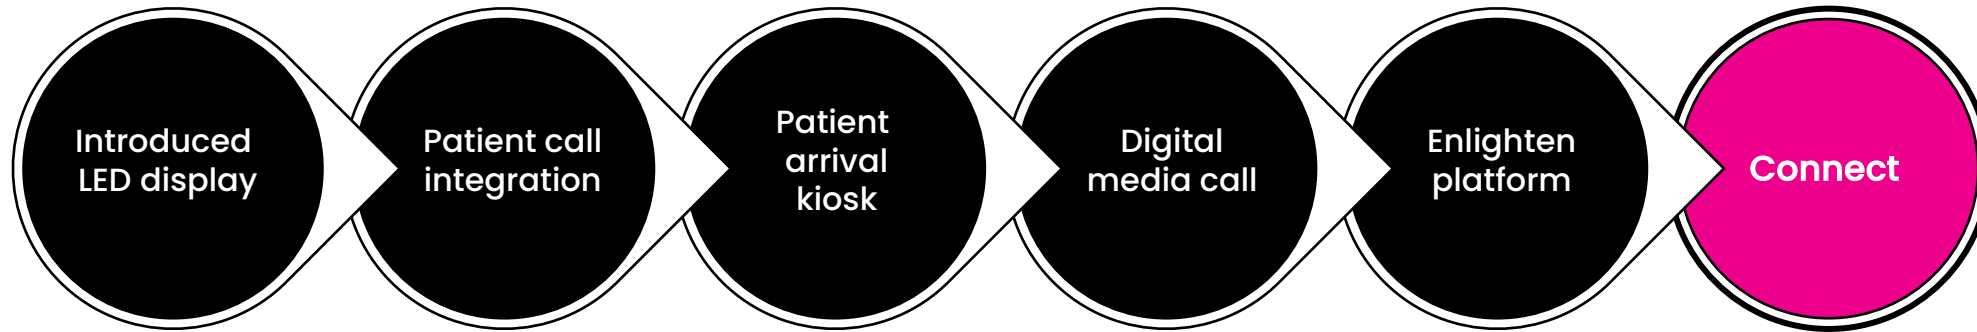 Introduced
LED display
Patient call
integration
Patient
arrival
kiosk
Digital
media call
Enlighten
platform
Connect